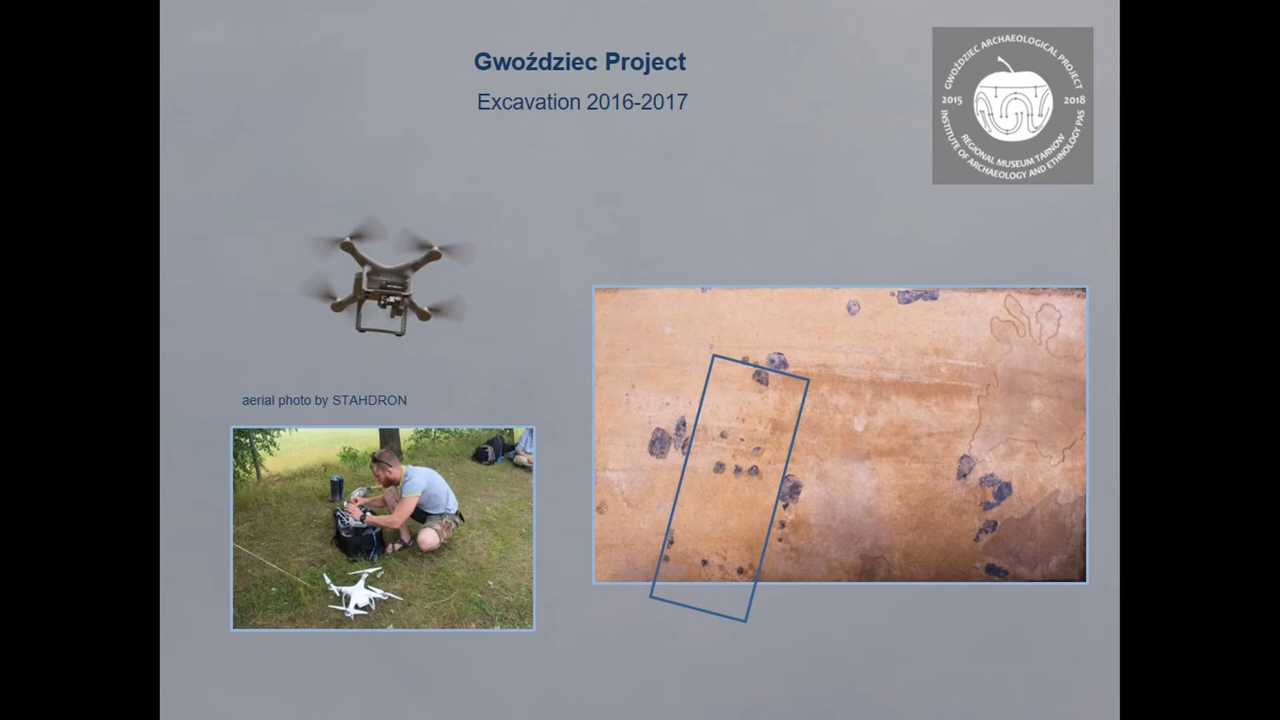 Gwoździec Project
Excavation 2016-2017
GWOŹDZIEC ARCHAEOLOGICAL PROJECT
2015
2018
REGIONAL MUSEUM TARNOW
INSTITUTE OF ARCHAEOLOGY AND ETHNOLOGY PAS
aerial photo by STAHDRON